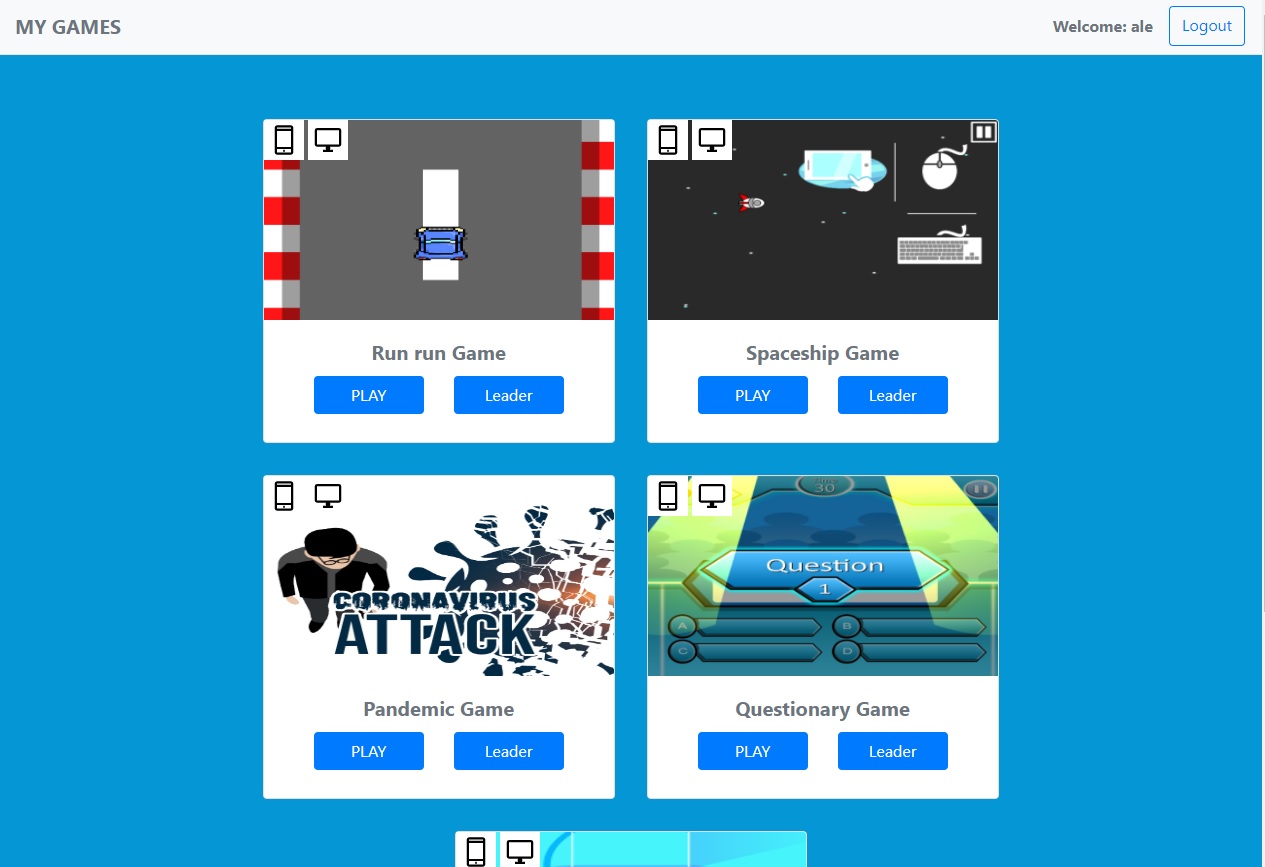 MY GAMES
Welcome: ale
Logout
Run run Game
PLAY
Leader
Spaceship Game
PLAY
Leader
CORONAVIRUS
ATTACK
Pandemic Game
PLAY
Leader
30
Question
1
A
B
C
D
Questionary Game
PLAY
Leader